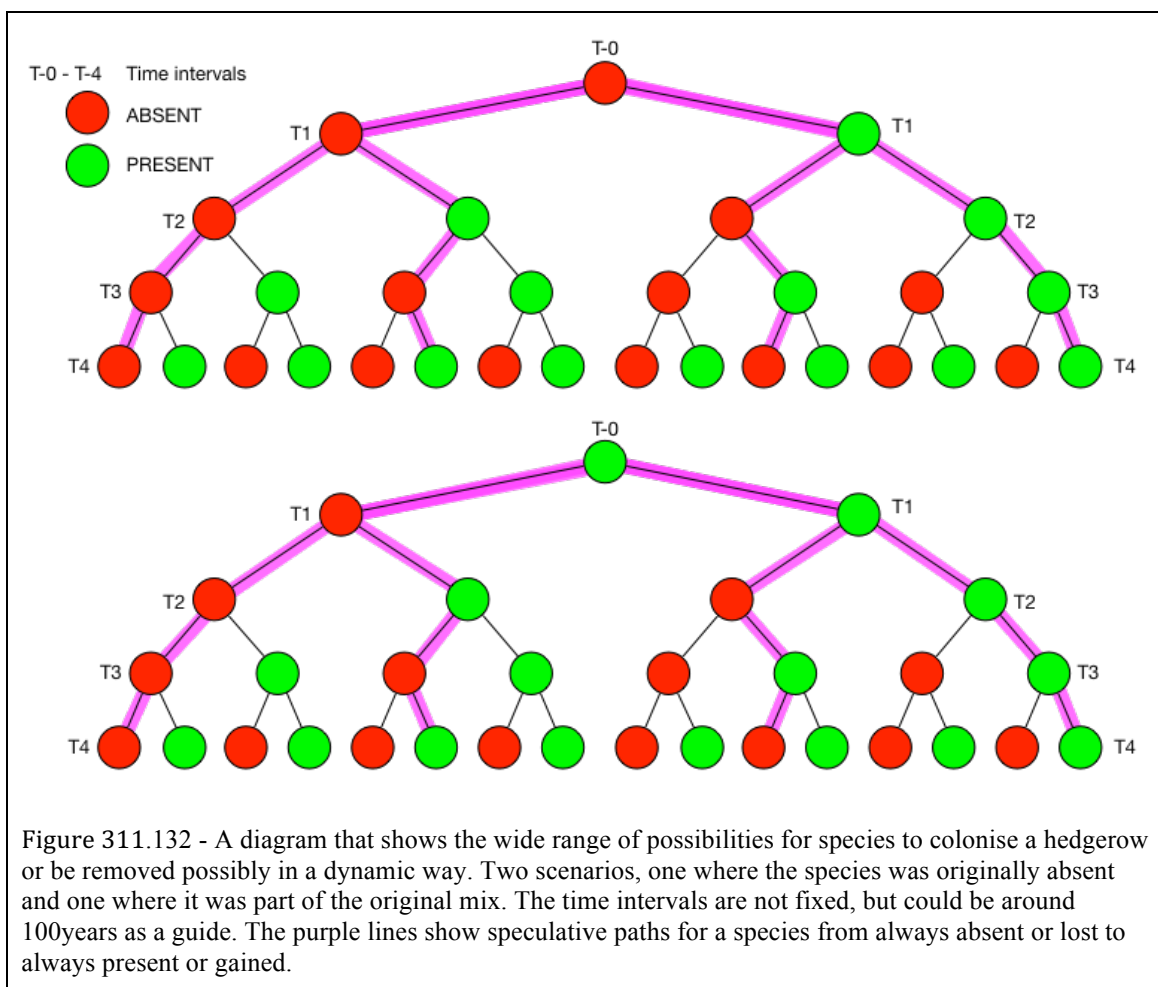 T-0
T-0 - T-4 Time intervals
ABSENT
PRESENT
T1
T1
T2
T2
T3
T3
T4
T4
T-0
T1
T1
T2
T2
T3
T3
T4
T4
Figure 311.132 - A diagram that shows the wide range of possibilities for species to colonise a hedgerow
or be removed possibly in a dynamic way. Two scenarios, one where the species was originally absent
and one where it was part of the original mix. The time intervals are not fixed, but could be around
100years as a guide. The purple lines show speculative paths for a species from always absent or lost to
always present or gained.